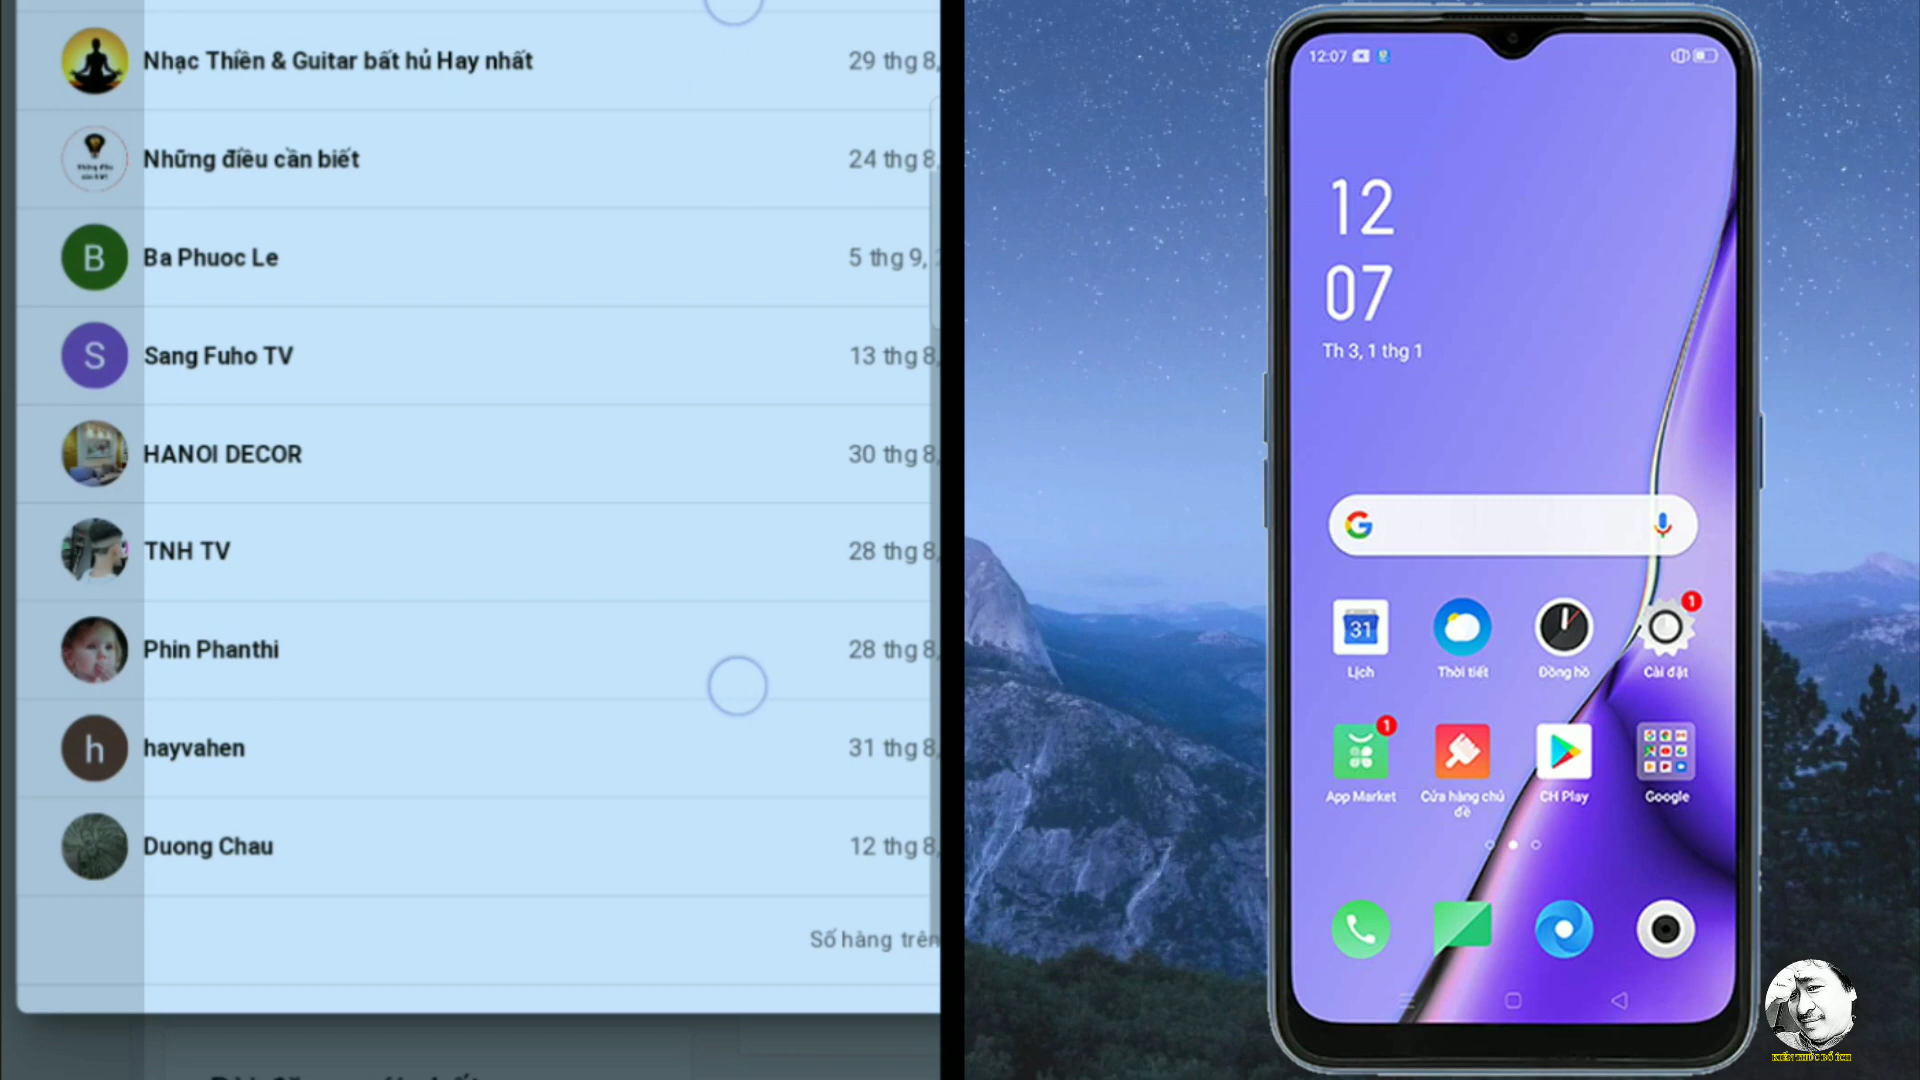 Nhạc Thiền & Guitar bất hủ Hay nhất
29 thg 8,
Những điều cần biết
24 thg 8,
B
Ba Phuoc Le
5 thg 9,
S
Sang Fuho TV
13 thg 8,
HANOI DECOR
30 thg 8,
TNH TV
28 thg 8,
Phin Phanthi
28 thg 8,
h
hayvahen
31 thg 8,
Duong Chau
12 thg 8,
Số hàng trên
12:07
12
07
Th 3, 1 thg 1
G
31
1
Lịch
Thời tiết
Đồng hồ
Cài đặt
1
App Market
Cửa hàng chủ
đề
CH Play
Google
KIẾN THỨC BỔ ÍCH